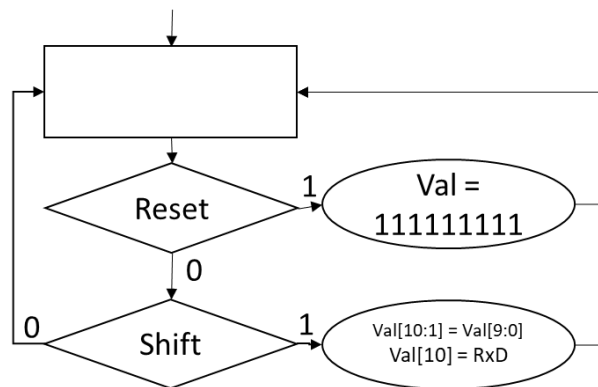 Reset
1
Val =
111111111
0
Shift
0
1
Val[10:1] = Val[9:0]
Val[10] = RxD